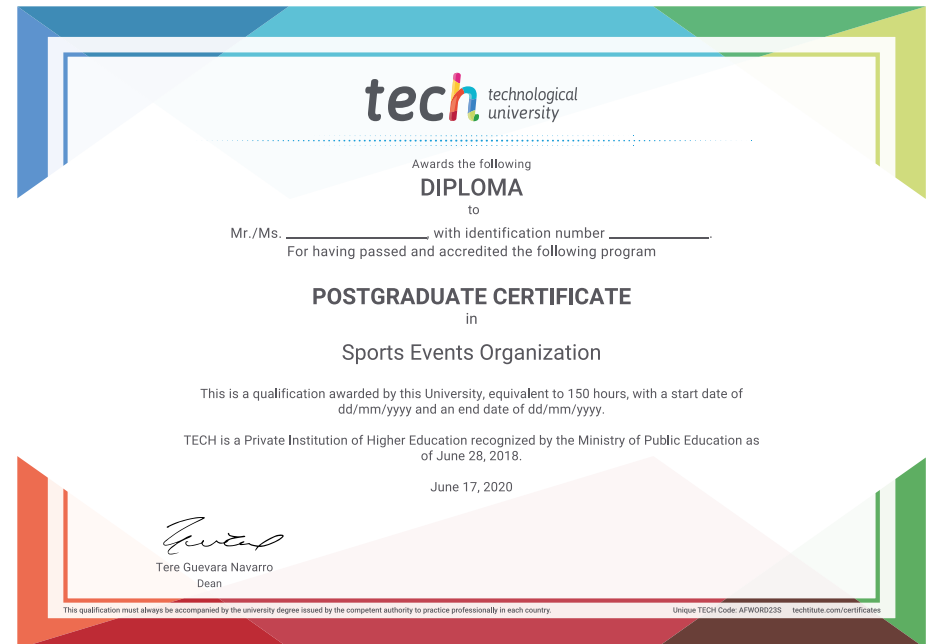 tech technological
university
Awards the following
DIPLOMA
to
Mr./Ms. ____________________, with identification number ______________.
For having passed and accredited the following program
POSTGRADUATE CERTIFICATE
in
Sports Events Organization
This is a qualification awarded by this University, equivalent to 150 hours, with a start date of
dd/mm/yyyy and an end date of dd/mm/yyyy.
TECH is a Private Institution of Higher Education recognized by the Ministry of Public Education as
of June 28, 2018.
June 17, 2020
Tere Guevara Navarro
Dean
This qualification must always be accompanied by the university degree issued by the competent authority to practice professionally in each country. Unique TECH Code: AFWORD23S techtitute.com/certificates